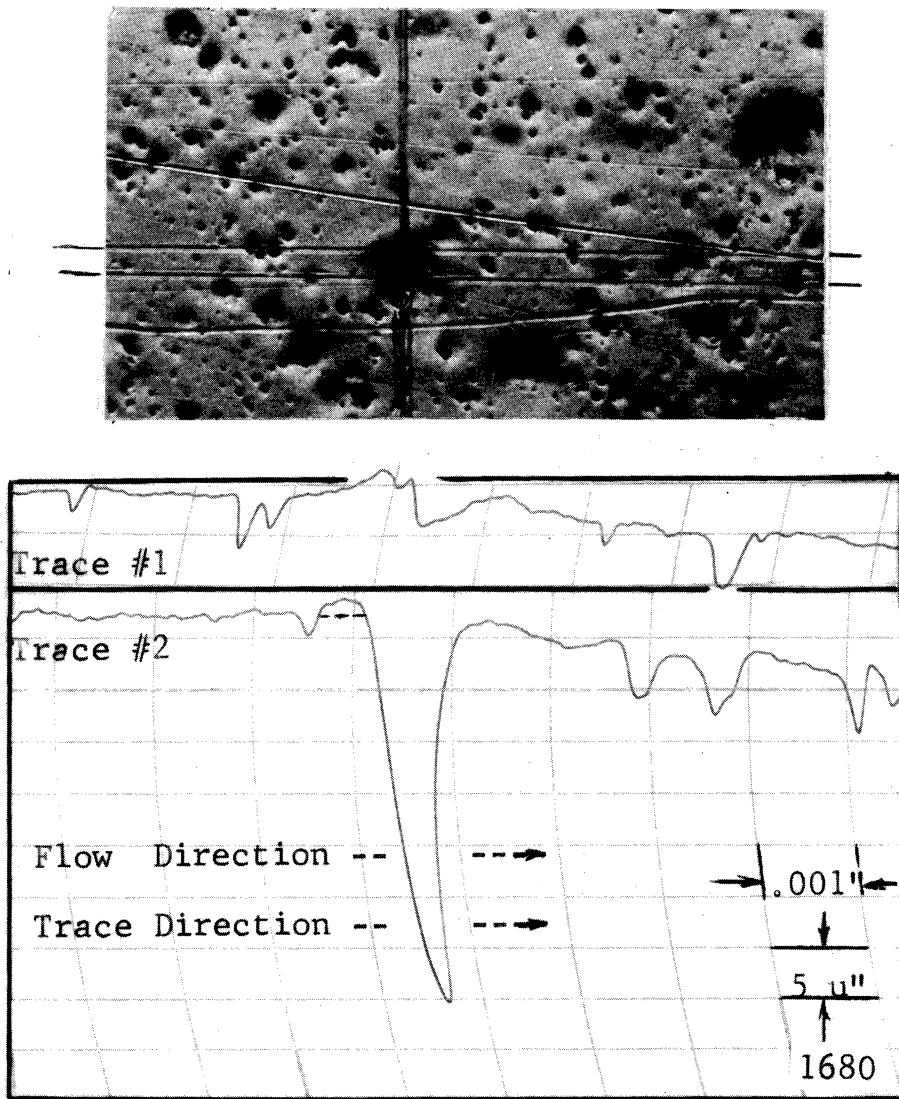 Trace #1
Trace #2
Flow Direction -- --→
Trace Direction -- --→
.001"
5 u"
1680